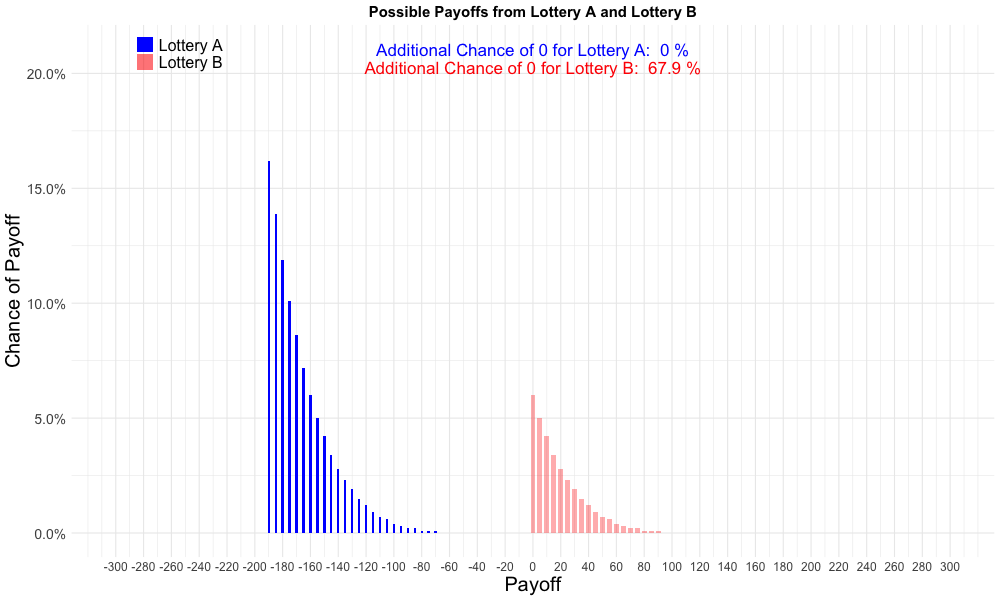 Possible Payoffs from Lottery A and Lottery B
Lottery A
Lottery B
Additional Chance of 0 for Lottery A:  0 %
Additional Chance of 0 for Lottery B:  67.9 %
Chance of Payoff
20.0%
15.0%
10.0%
5.0%
0.0%
-300 -280 -260 -240 -220 -200 -180 -160 -140 -120 -100 -80 -60 -40 -20 0 20 40 60 80 100 120 140 160 180 200 220 240 260 280 300
Payoff